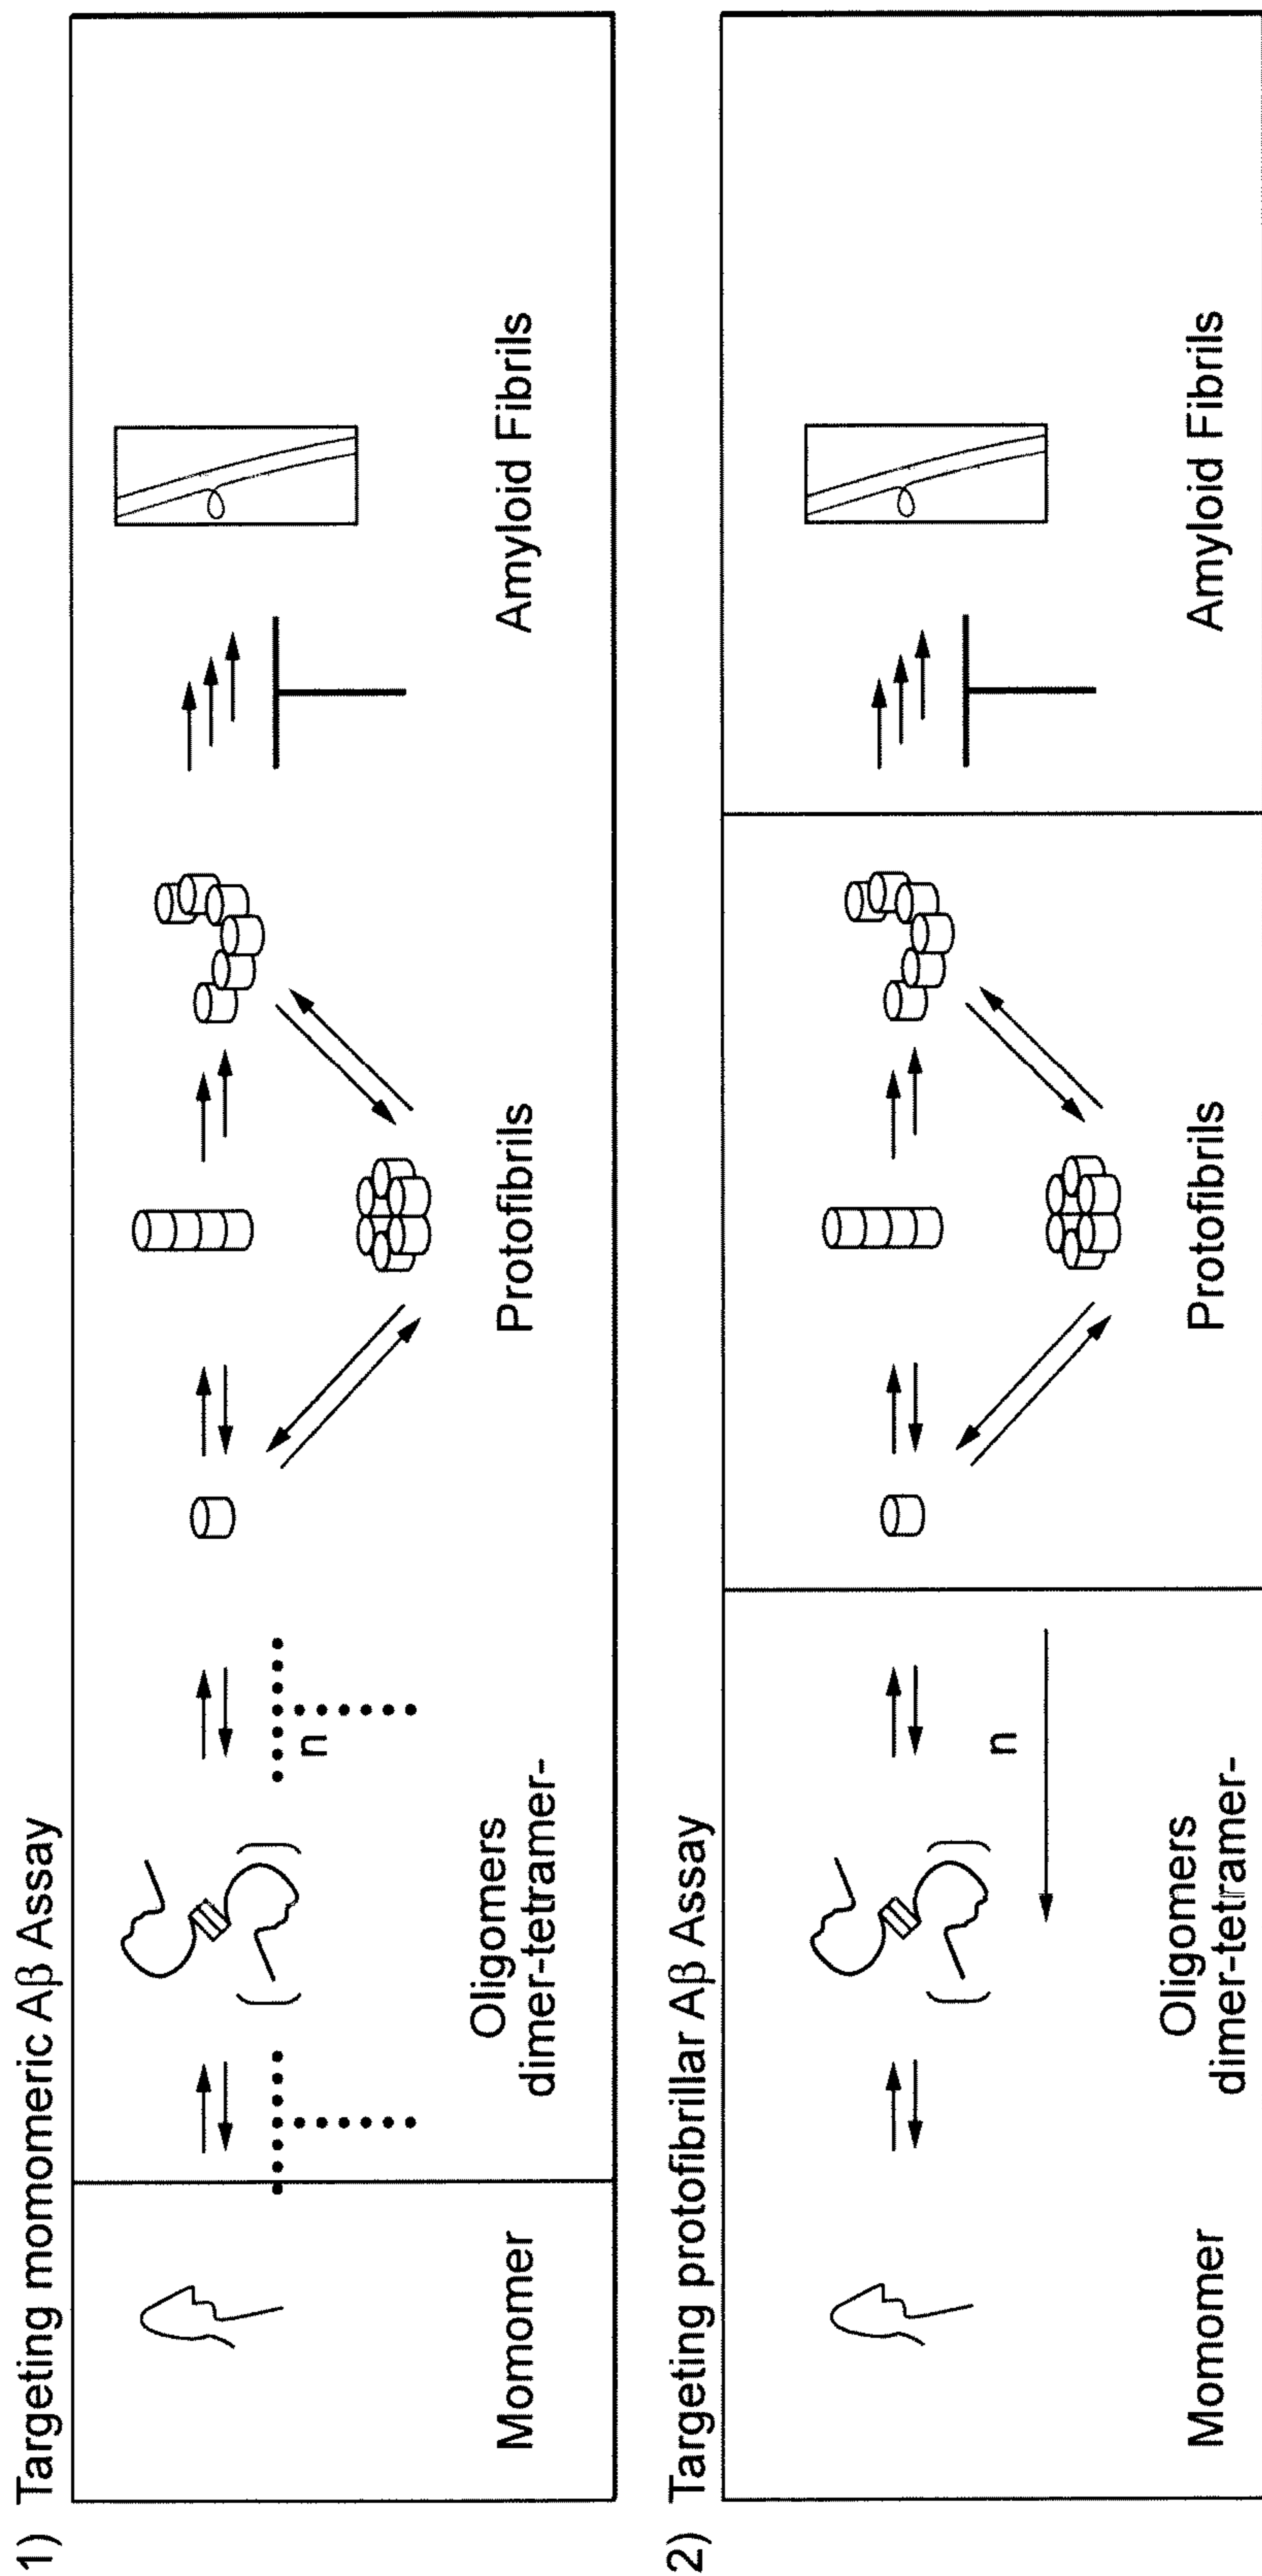 1) Targeting momomeric Aβ Assay
n
Momomer
Oligomers
dimer-tetramer-
Protofibrils
Amyloid Fibrils
2) Targeting protofibrillar Aβ Assay
n
Momomer
Oligomers
dimer-tetramer-
Protofibrils
Amyloid Fibrils